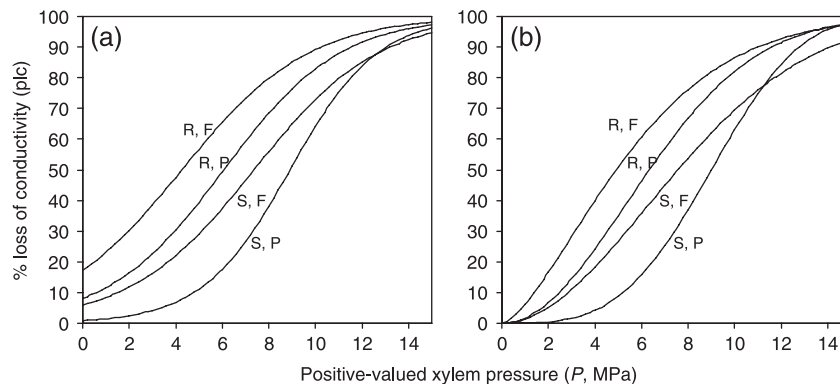 (a)
(b)
% loss of conductivity (plc)
100
90
80
70
60
50
40
30
20
10
0
R, F
R, P
S, F
S, P
0 2 4 6 8 10 12 14
100
90
80
70
60
50
40
30
20
10
0
R, F
R, P
S, F
S, P
0 2 4 6 8 10 12 14
Positive-valued xylem pressure (P, MPa)